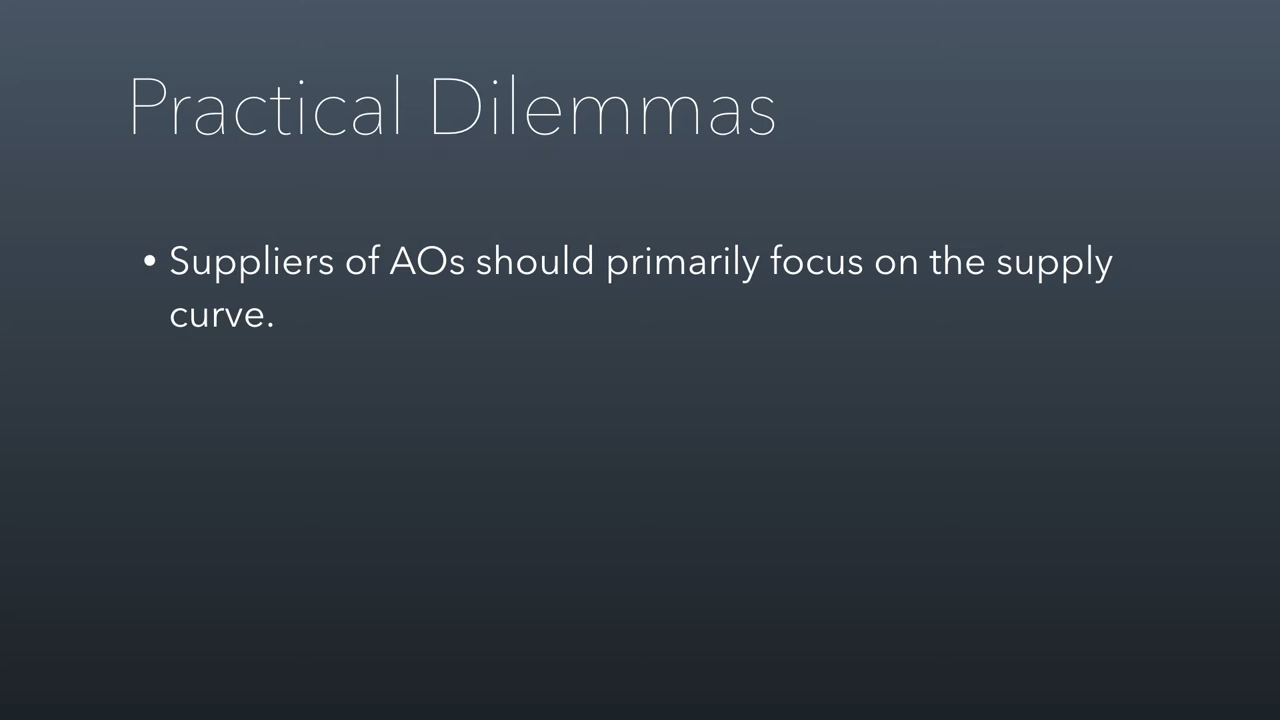 Practical Dilemmas
• Suppliers of AOs should primarily focus on the supply
curve.